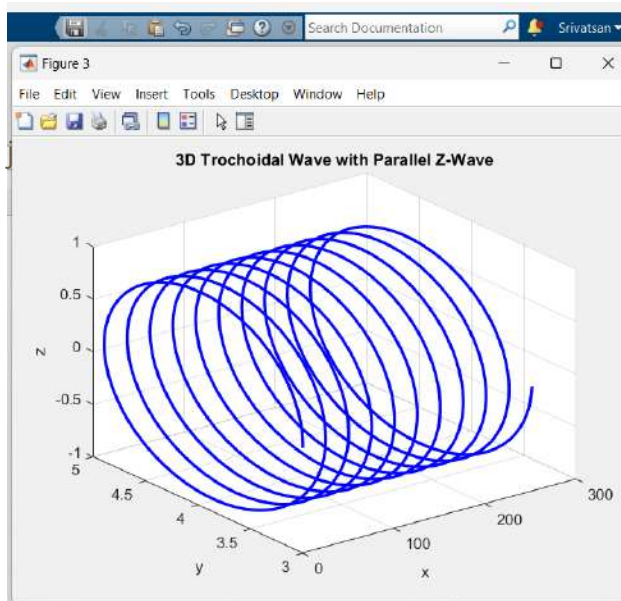 Search Documentation
Srivatsan
Figure 3
File Edit View Insert Tools Desktop Window Help
3D Trochoidal Wave with Parallel Z-Wave
1
0.5
0
-0.5
-1
z
5
4.5
4
3.5
3
y
0
100
200
300
x